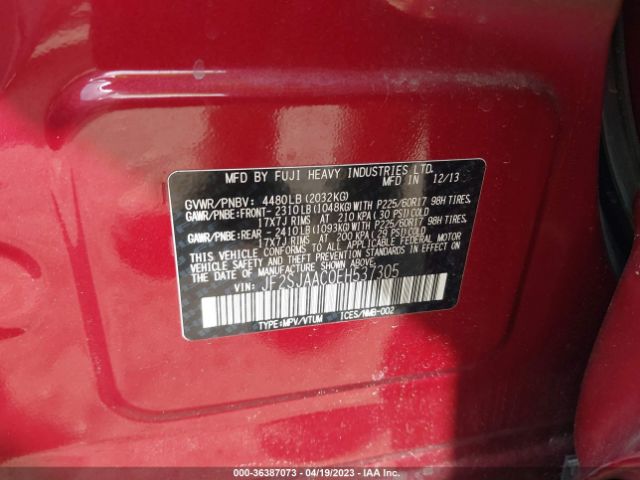 MFD BY FUJI HEAVY INDUSTRIES LTD.
MFD IN 12/13
GVWR/PNBV: 4480LB (2032KG)
GAWR/PNBE:FRONT- 2310LB(1048KG)WITH P225/60R17 98H TIRES
17X7J RIMS AT 210 KPA(30 PSI)COLD
GAWR/PNBE:REAR - 2410LB(1093KG)WITH P225/60R17 98H TIRES
17X7J RIMS AT 200 KPA(29 PSI)COLD
THIS VEHICLE CONFORMS TO ALL APPLICABLE FEDERAL MOTOR
VEHICLE SAFETY, BUMPER, AND THEFT PREVENTION STANDARDS
IN EFFECT ON THE DATE OF MANUFACTURE SHOWN ABOVE.
VIN: JF2SJAAC0EH537305
TYPE:MPV/VTUM ICES/NMB-002
000-36387073 - 04/19/2023 - IAA Inc.